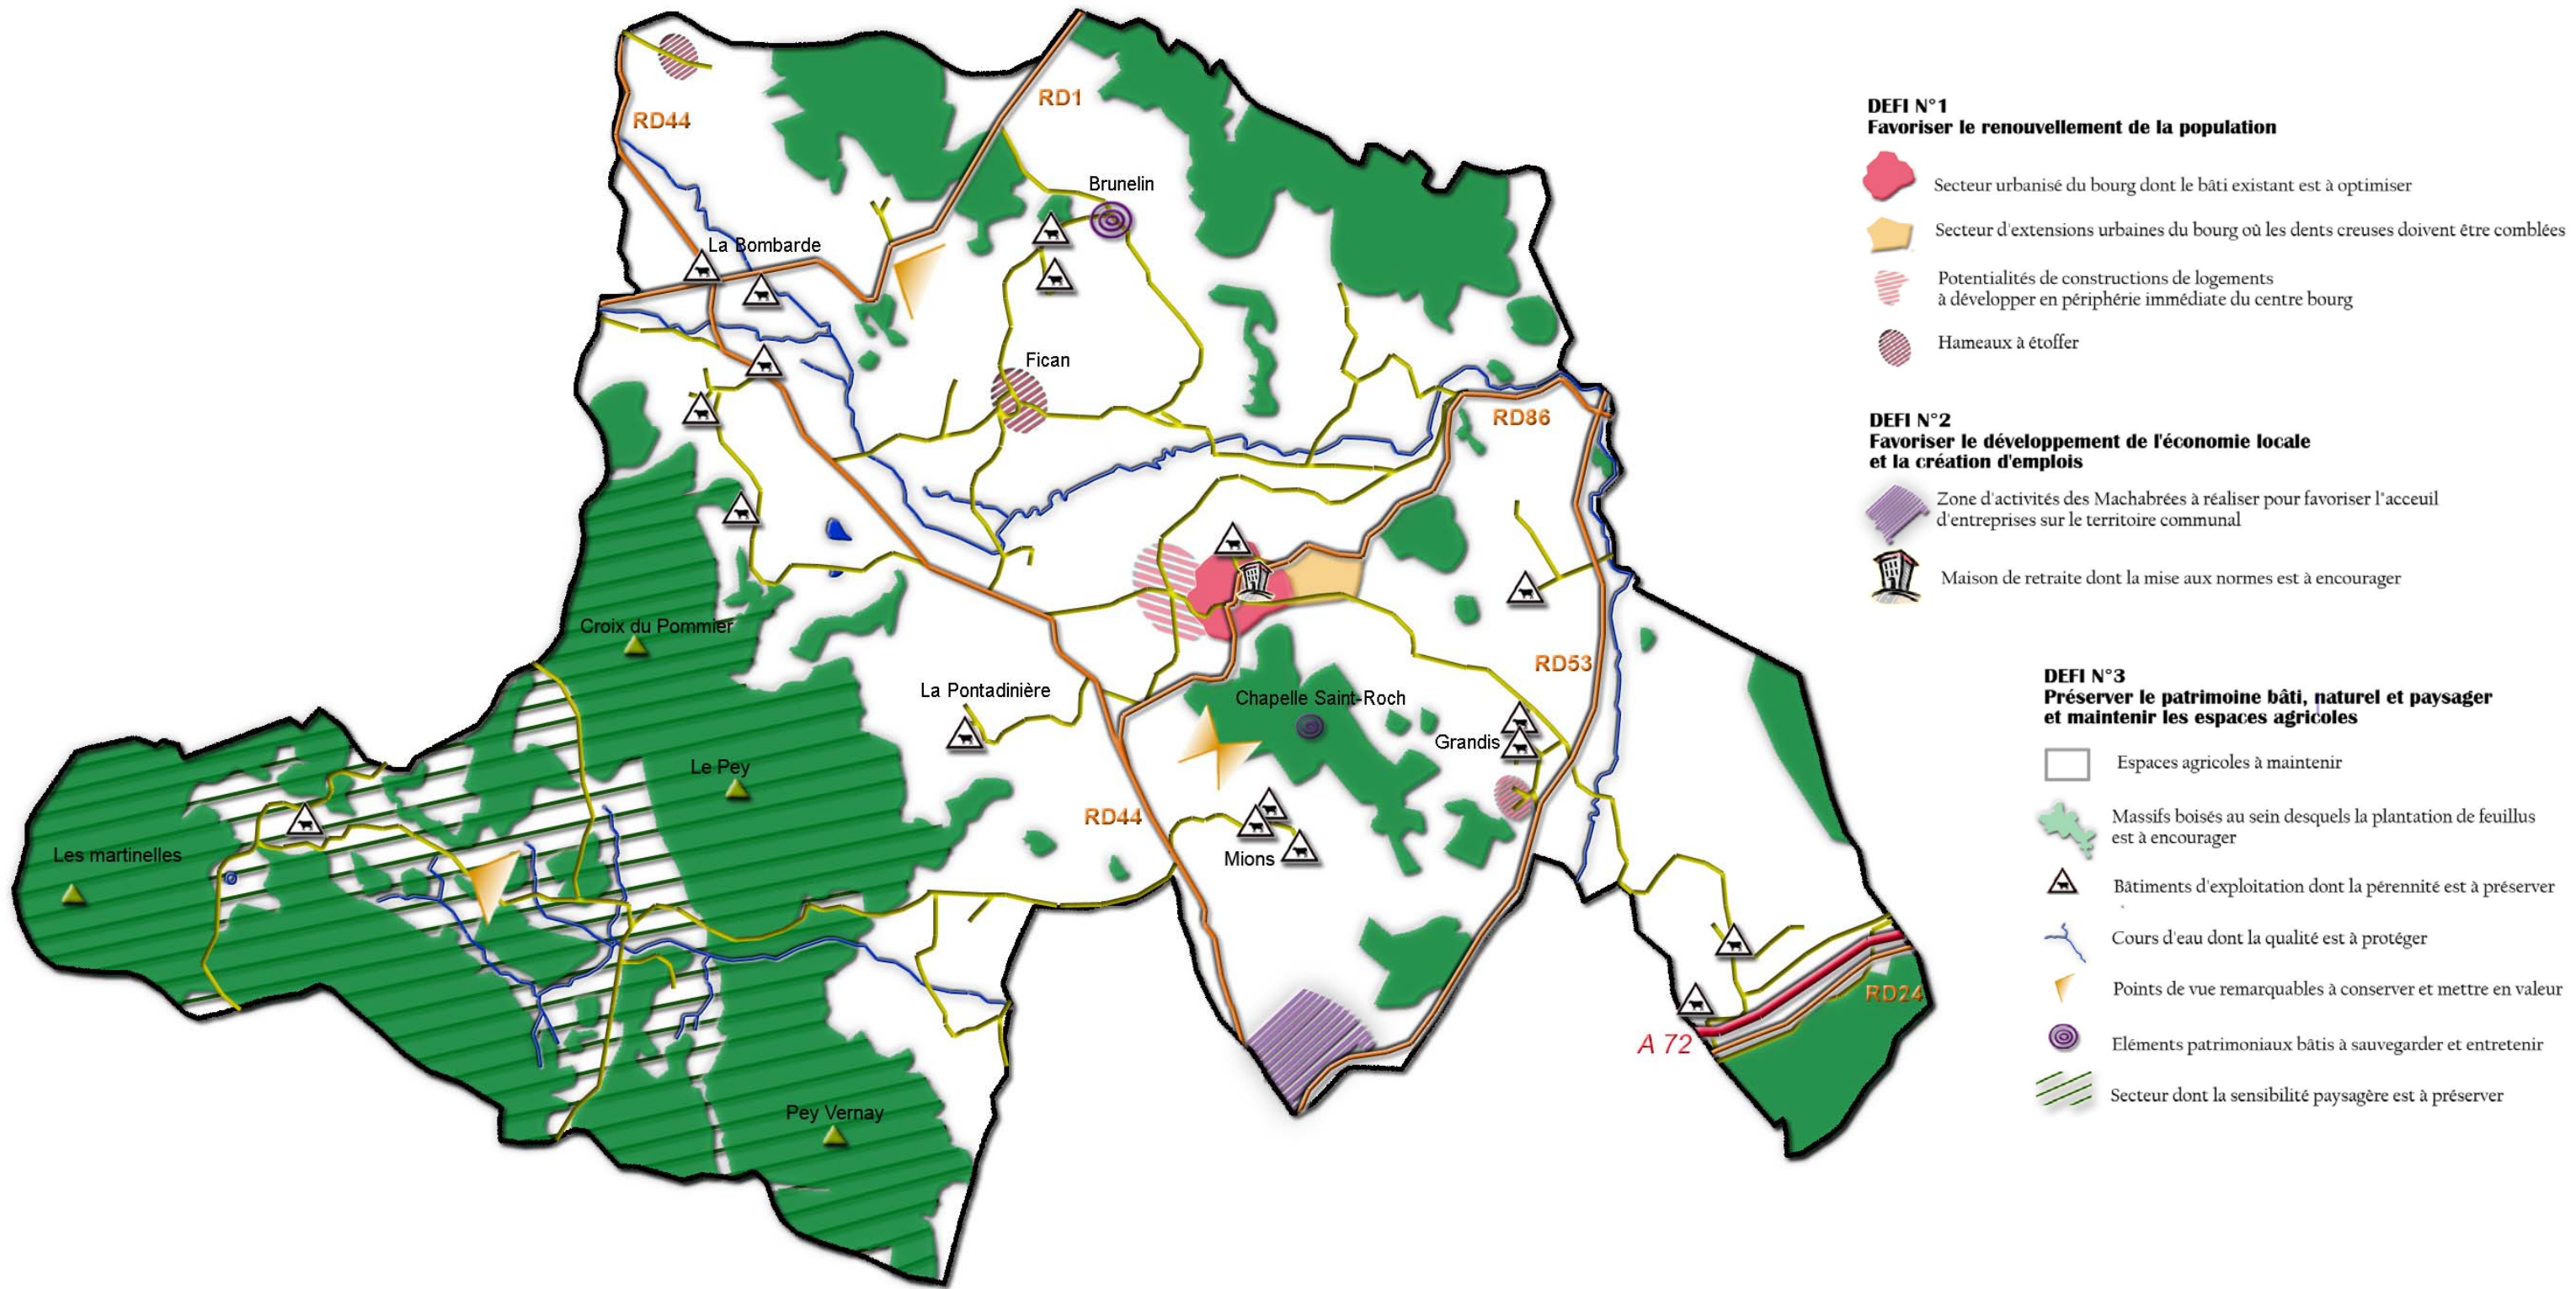 RD44
RD1
Brunelin
La Bombarde
Fican
RD86
Croix du Pommier
RD53
La Pontadinière
Chapelle Saint-Roch
Grandis
Le Pey
RD44
Mions
Les martinelles
RD24
A 72
Pey Vernay
DEFI N°1
Favoriser le renouvellement de la population
Secteur urbanisé du bourg dont le bâti existant est à optimiser
Secteur d'extensions urbaines du bourg où les dents creuses doivent être comblées
Potentialités de constructions de logements
à développer en périphérie immédiate du centre bourg
Hameaux à étoffer
DEFI N°2
Favoriser le développement de l'économie locale
et la création d'emplois
Zone d'activités des Machabrées à réaliser pour favoriser l"acceuil
d'entreprises sur le territoire communal
Maison de retraite dont la mise aux normes est à encourager
DEFI N°3
Préserver le patrimoine bâti, naturel et paysager
et maintenir les espaces agricoles
Espaces agricoles à maintenir
Massifs boisés au sein desquels la plantation de feuillus
est à encourager
Bâtiments d'exploitation dont la pérennité est à préserver
Cours d'eau dont la qualité est à protéger
Points de vue remarquables à conserver et mettre en valeur
Eléments patrimoniaux bâtis à sauvegarder et entretenir
Secteur dont la sensibilité paysagère est à préserver